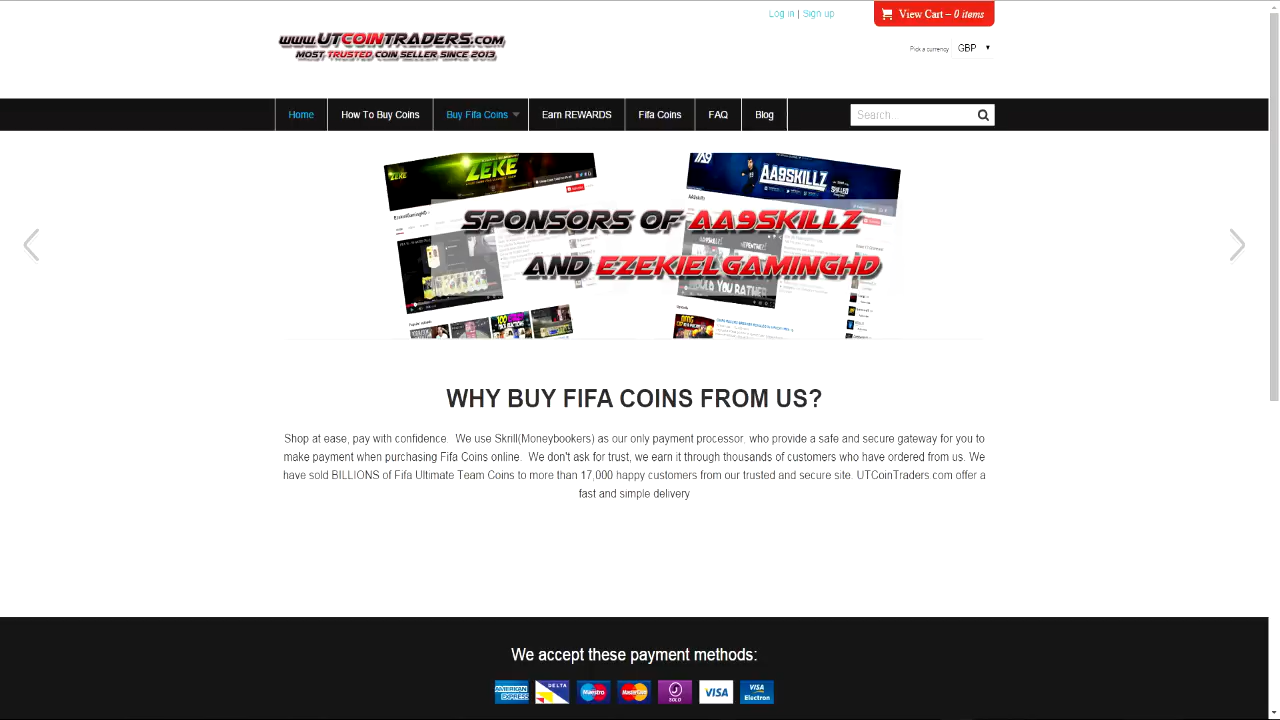 Log in | Sign up
View Cart – 0 items
WWW.UTCOINTRADERS.COM
MOST TRUSTED COIN SELLER SINCE 2013
Pick a currency GBP
Home How To Buy Coins Buy Fifa Coins Earn REWARDS Fifa Coins FAQ Blog Search...
ZEKE
AA9SKILLZ
SPONSORS OF AA9SKILLZ
AND EZEKIELGAMINGHD
WHY BUY FIFA COINS FROM US?
Shop at ease, pay with confidence. We use Skrill(Moneybookers) as our only payment processor, who provide a safe and secure gateway for you to
make payment when purchasing Fifa Coins online. We don't ask for trust, we earn it through thousands of customers who have ordered from us. We
have sold BILLIONS of Fifa Ultimate Team Coins to more than 17,000 happy customers from our trusted and secure site. UTCoinTraders.com offer a
fast and simple delivery
We accept these payment methods:
AMERICAN EXPRESS DELTA Maestro MasterCard SOLO VISA VISA Electron